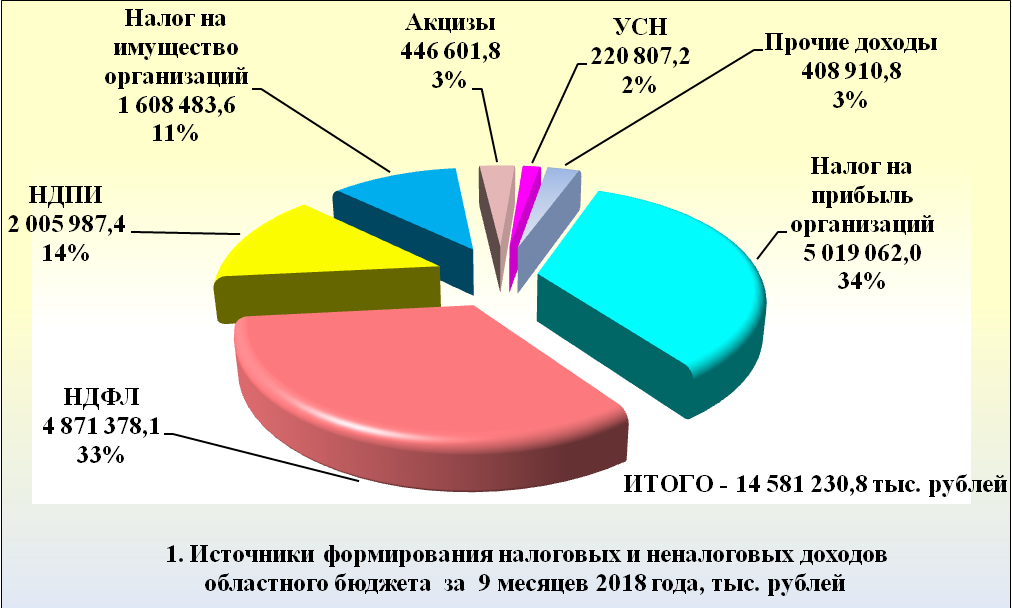 Налог на
имущество
организаций
1 608 483,6
11%
Акцизы
446 601,8
3%
УСН
220 807,2
2%
Прочие доходы
408 910,8
3%
Налог на
прибыль
организаций
5 019 062,0
34%
НДПИ
2 005 987,4
14%
НДФЛ
4 871 378,1
33%
ИТОГО - 14 581 230,8 тыс. рублей
1. Источники формирования налоговых и неналоговых доходов
областного бюджета за 9 месяцев 2018 года, тыс. рублей